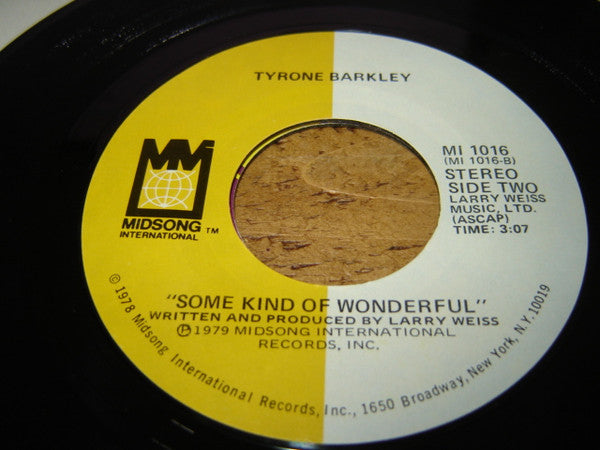 TYRONE BARKLEY
MMI
MIDSONG TM
INTERNATIONAL
MI 1016
(MI 1016-B)
STEREO
SIDE TWO
LARRY WEISS
MUSIC, LTD.
(ASCAP)
TIME: 3:07
"SOME KIND OF WONDERFUL"
WRITTEN AND PRODUCED BY LARRY WEISS
Ⓟ1979 MIDSONG INTERNATIONAL
RECORDS, INC.
© 1978 Midsong International Records, Inc., 1650 Broadway, New York, N.Y. 10019